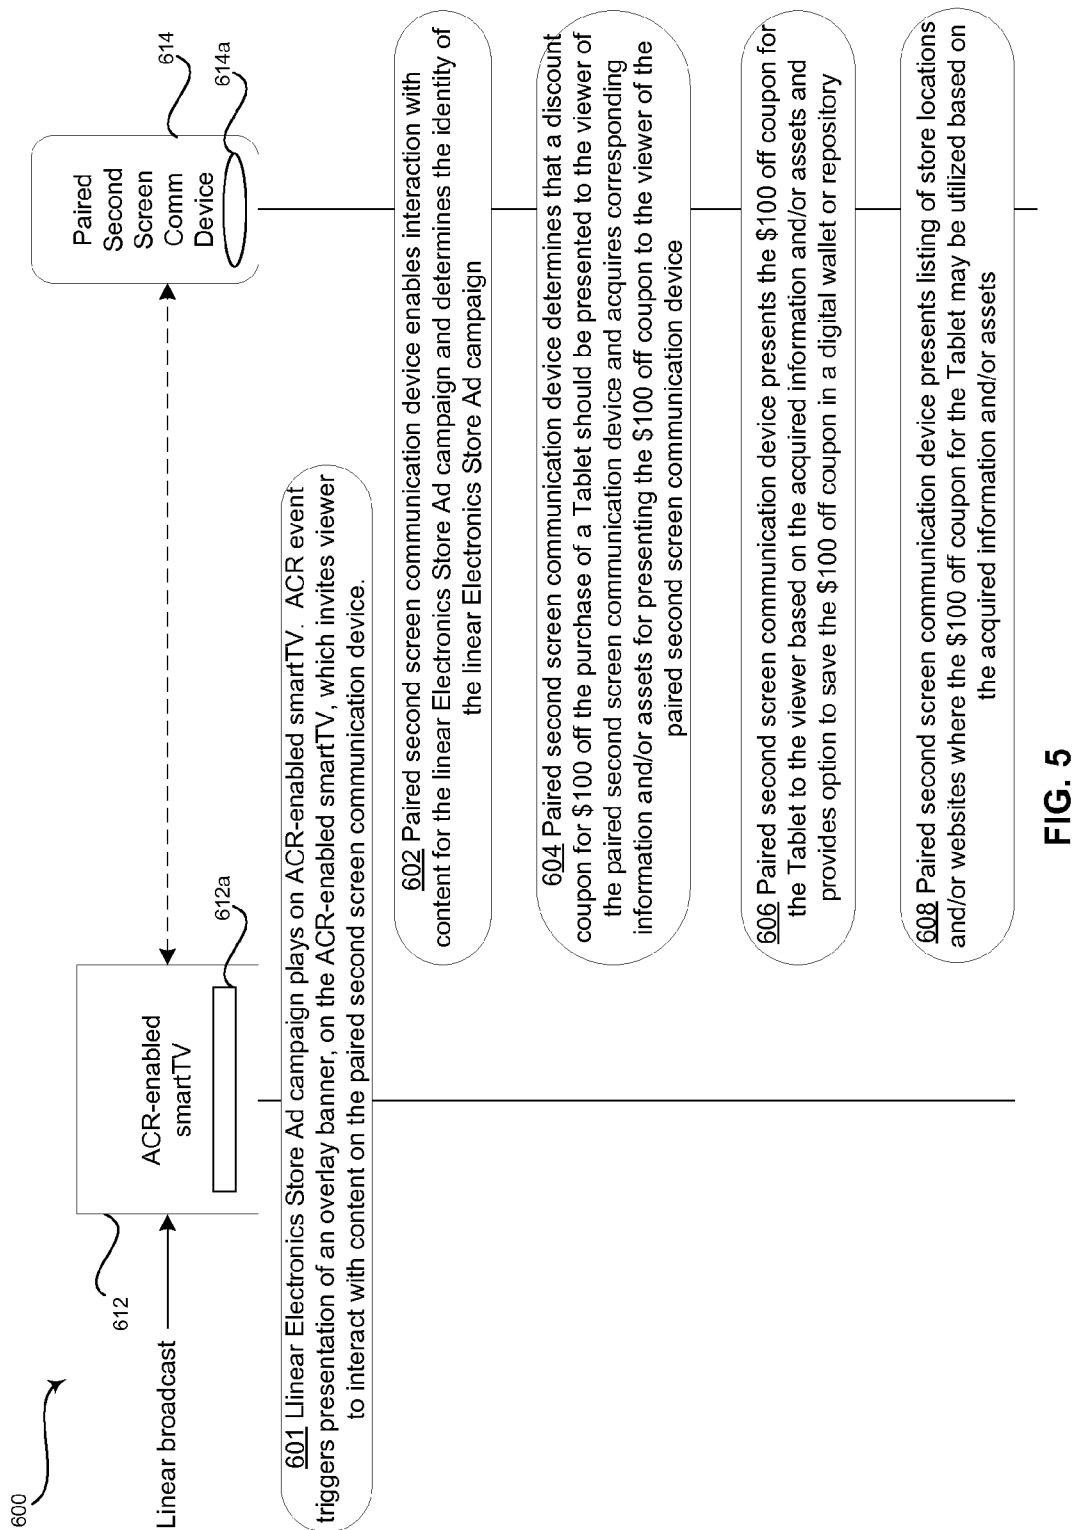 600
Linear broadcast
612
ACR-enabled
smartTV
612a
Paired
Second
Screen
Comm
Device
614
614a
601 Llinear Electronics Store Ad campaign plays on ACR-enabled smartTV. ACR event
triggers presentation of an overlay banner, on the ACR-enabled smartTV, which invites viewer
to interact with content on the paired second screen communication device.
602 Paired second screen communication device enables interaction with
content for the linear Electronics Store Ad campaign and determines the identity of
the linear Electronics Store Ad campaign
604 Paired second screen communication device determines that a discount
coupon for $100 off the purchase of a Tablet should be presented to the viewer of
the paired second screen communication device and acquires corresponding
information and/or assets for presenting the $100 off coupon to the viewer of the
paired second screen communication device
606 Paired second screen communication device presents the $100 off coupon for
the Tablet to the viewer based on the acquired information and/or assets and
provides option to save the $100 off coupon in a digital wallet or repository
608 Paired second screen communication device presents listing of store locations
and/or websites where the $100 off coupon for the Tablet may be utilized based on
the acquired information and/or assets
FIG. 5